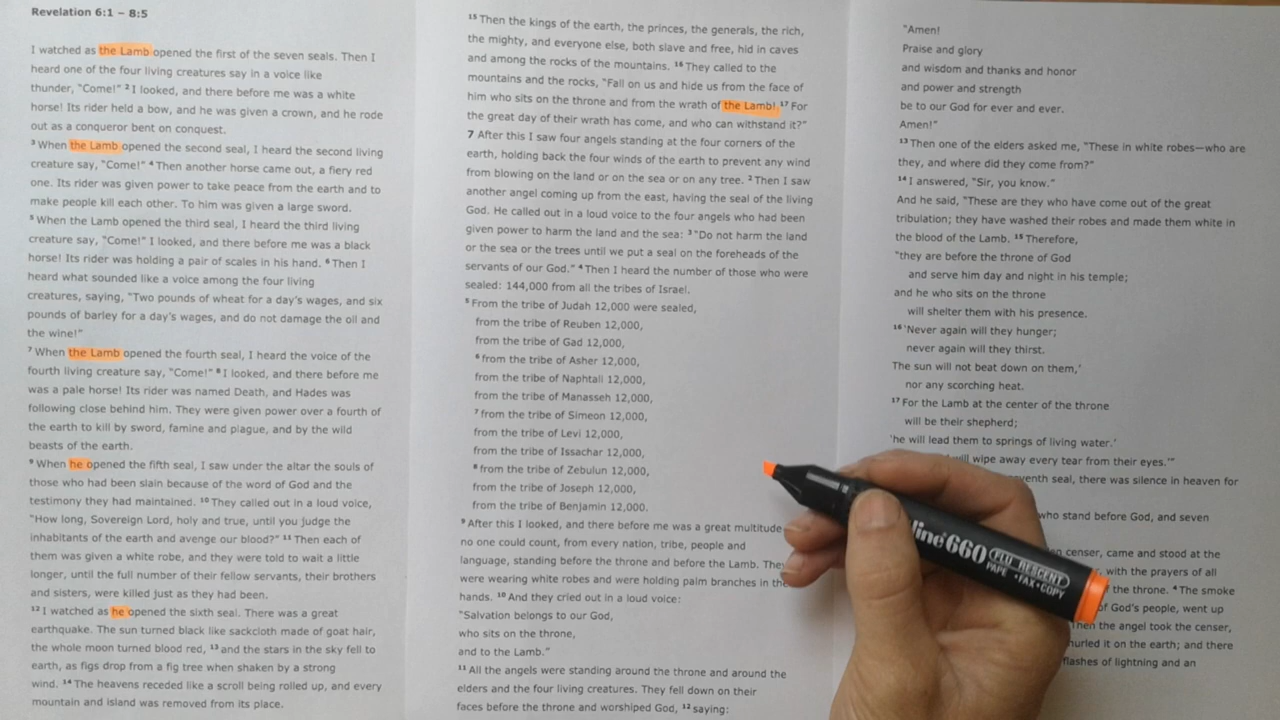 Revelation 6:1 – 8:5
I watched as the Lamb opened the first of the seven seals. Then I
heard one of the four living creatures say in a voice like
thunder, "Come!" 2 I looked, and there before me was a white
horse! Its rider held a bow, and he was given a crown, and he rode
out as a conqueror bent on conquest.
3 When the Lamb opened the second seal, I heard the second living
creature say, "Come!" 4 Then another horse came out, a fiery red
one. Its rider was given power to take peace from the earth and to
make people kill each other. To him was given a large sword.
5 When the Lamb opened the third seal, I heard the third living
creature say, "Come!" I looked, and there before me was a black
horse! Its rider was holding a pair of scales in his hand. 6 Then I
heard what sounded like a voice among the four living
creatures, saying, "Two pounds of wheat for a day's wages, and six
pounds of barley for a day's wages, and do not damage the oil and
the wine!"
7 When the Lamb opened the fourth seal, I heard the voice of the
fourth living creature say, "Come!" 8 I looked, and there before me
was a pale horse! Its rider was named Death, and Hades was
following close behind him. They were given power over a fourth of
the earth to kill by sword, famine and plague, and by the wild
beasts of the earth.
9 When he opened the fifth seal, I saw under the altar the souls of
those who had been slain because of the word of God and the
testimony they had maintained. 10 They called out in a loud voice,
"How long, Sovereign Lord, holy and true, until you judge the
inhabitants of the earth and avenge our blood?" 11 Then each of
them was given a white robe, and they were told to wait a little
longer, until the full number of their fellow servants, their brothers
and sisters, were killed just as they had been.
12 I watched as he opened the sixth seal. There was a great
earthquake. The sun turned black like sackcloth made of goat hair,
the whole moon turned blood red, 13 and the stars in the sky fell to
earth, as figs drop from a fig tree when shaken by a strong
wind. 14 The heavens receded like a scroll being rolled up, and every
mountain and island was removed from its place.
15 Then the kings of the earth, the princes, the generals, the rich,
the mighty, and everyone else, both slave and free, hid in caves
and among the rocks of the mountains. 16 They called to the
mountains and the rocks, "Fall on us and hide us from the face of
him who sits on the throne and from the wrath of the Lamb! 17 For
the great day of their wrath has come, and who can withstand it?"
7 After this I saw four angels standing at the four corners of the
earth, holding back the four winds of the earth to prevent any wind
from blowing on the land or on the sea or on any tree. 2 Then I saw
another angel coming up from the east, having the seal of the living
God. He called out in a loud voice to the four angels who had been
given power to harm the land and the sea: 3 "Do not harm the land
or the sea or the trees until we put a seal on the foreheads of the
servants of our God." 4 Then I heard the number of those who were
sealed: 144,000 from all the tribes of Israel.
5 From the tribe of Judah 12,000 were sealed,
from the tribe of Reuben 12,000,
from the tribe of Gad 12,000,
6 from the tribe of Asher 12,000,
from the tribe of Naphtali 12,000,
from the tribe of Manasseh 12,000,
7 from the tribe of Simeon 12,000,
from the tribe of Levi 12,000,
from the tribe of Issachar 12,000,
8 from the tribe of Zebulun 12,000,
from the tribe of Joseph 12,000,
from the tribe of Benjamin 12,000.
9 After this I looked, and there before me was a great multitude
no one could count, from every nation, tribe, people and
language, standing before the throne and before the Lamb. They
were wearing white robes and were holding palm branches in the
hands. 10 And they cried out in a loud voice:
"Salvation belongs to our God,
who sits on the throne,
and to the Lamb."
11 All the angels were standing around the throne and around the
elders and the four living creatures. They fell down on their
faces before the throne and worshiped God, 12 saying:
"Amen!
Praise and glory
and wisdom and thanks and honor
and power and strength
be to our God for ever and ever.
Amen!"
13 Then one of the elders asked me, "These in white robes—who are
they, and where did they come from?"
14 I answered, "Sir, you know."
And he said, "These are they who have come out of the great
tribulation; they have washed their robes and made them white in
the blood of the Lamb. 15 Therefore,
"they are before the throne of God
and serve him day and night in his temple;
and he who sits on the throne
will shelter them with his presence.
16 'Never again will they hunger;
never again will they thirst.
The sun will not beat down on them,'
nor any scorching heat.
17 For the Lamb at the center of the throne
will be their shepherd;
'he will lead them to springs of living water.'
will wipe away every tear from their eyes.'"
seal, there was silence in heaven for
who stand before God, and seven
censer, came and stood at the
with the prayers of all
the throne. 4 The smoke
of God's people, went up
Then the angel took the censer,
hurled it on the earth; and there
flashes of lightning and an
line 660
PAPE • FAX • COPY